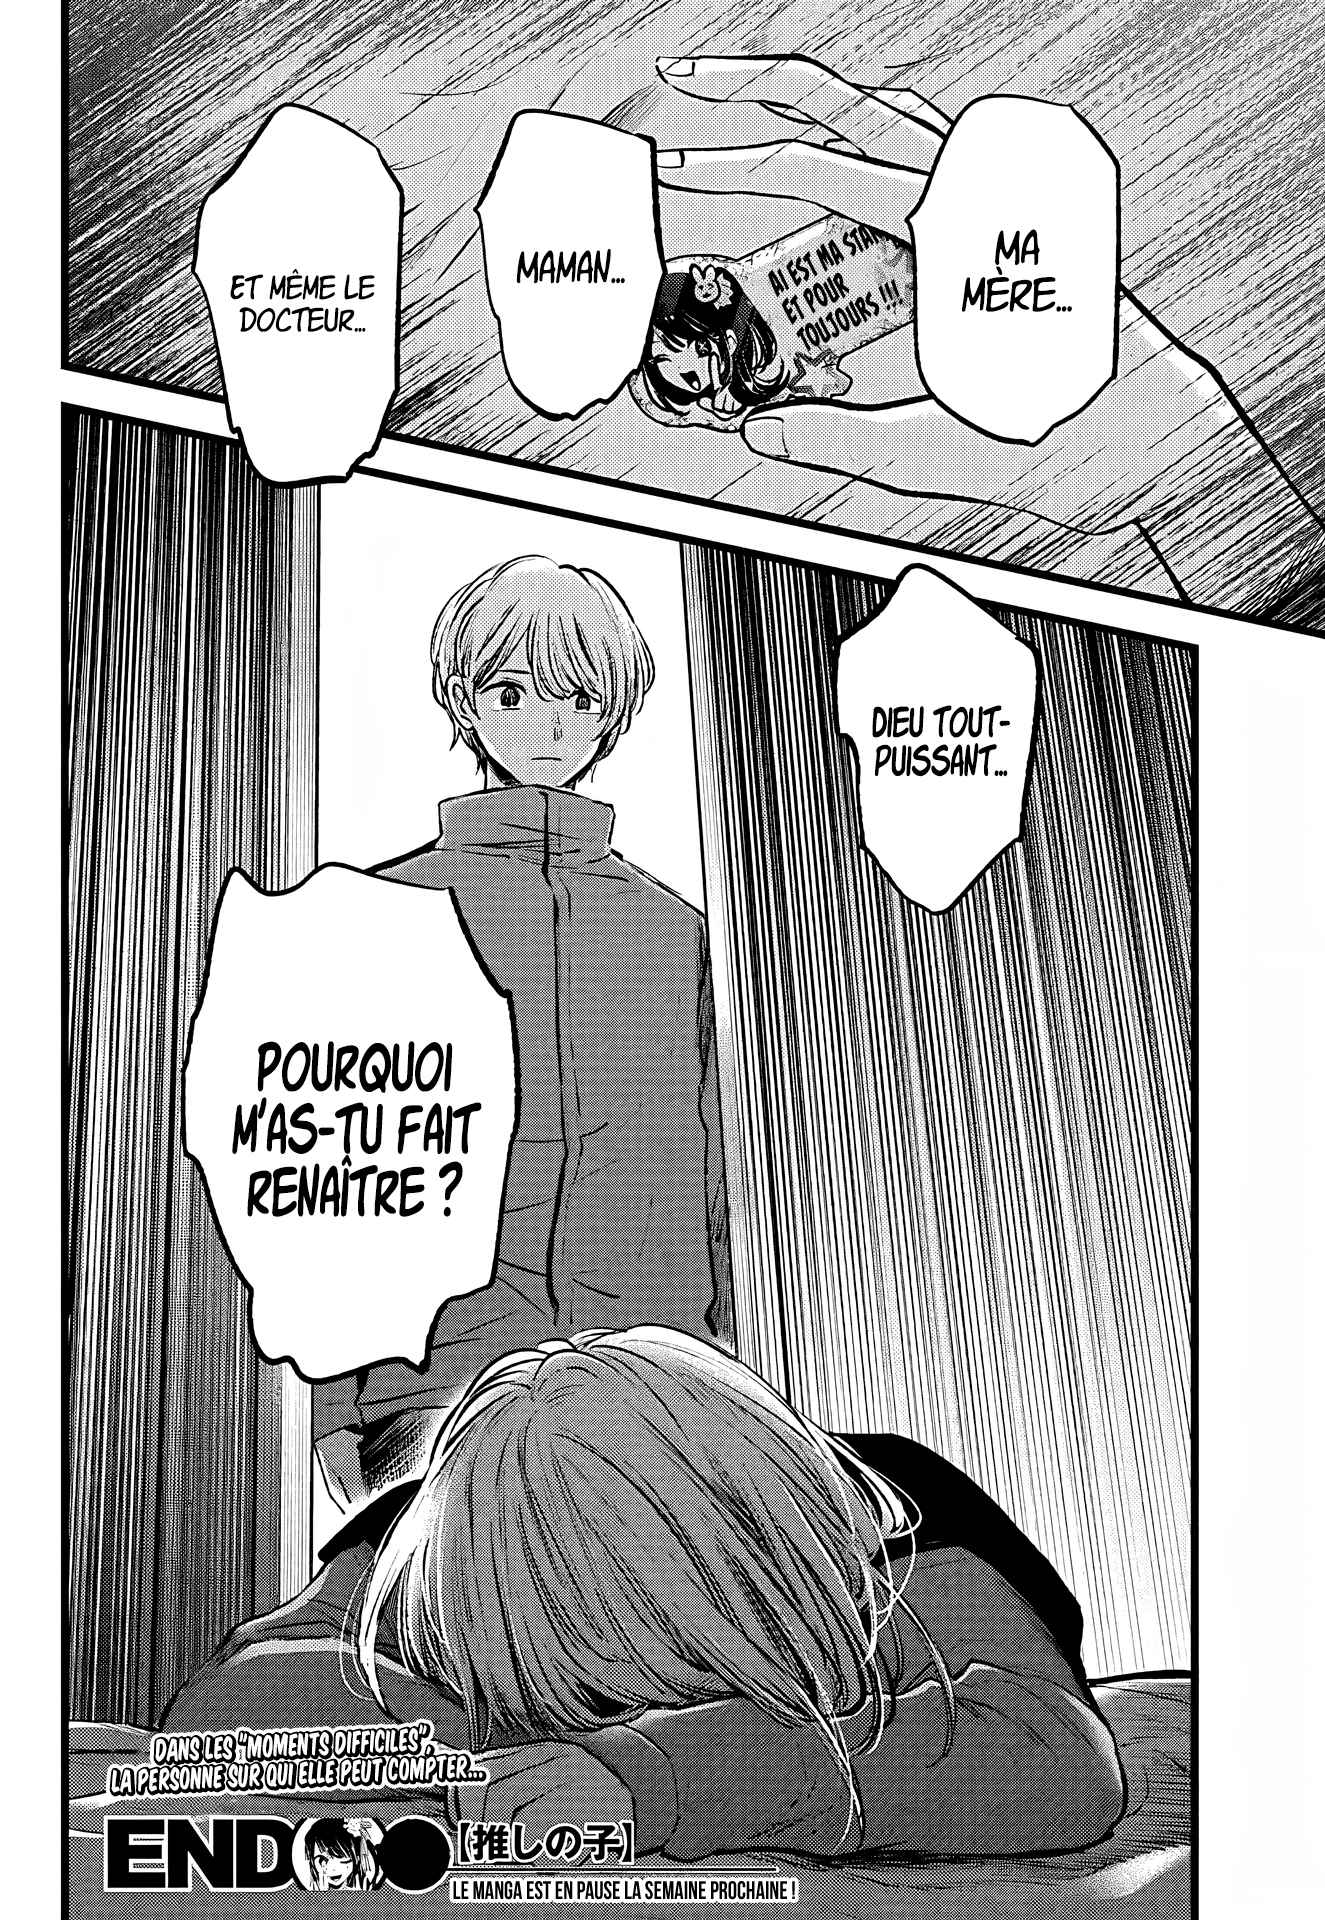 MA
MÈRE...
AI EST MA STAR
ET POUR
TOUJOURS !!!
MAMAN...
ET MÊME LE
DOCTEUR...
DIEU TOUT-
PUISSANT...
POURQUOI
M'AS-TU FAIT
RENAÎTRE ?
DANS LES "MOMENTS DIFFICILES",
LA PERSONNE SUR QUI ELLE PEUT COMPTER...
END
【推しの子】
LE MANGA EST EN PAUSE LA SEMAINE PROCHAINE !